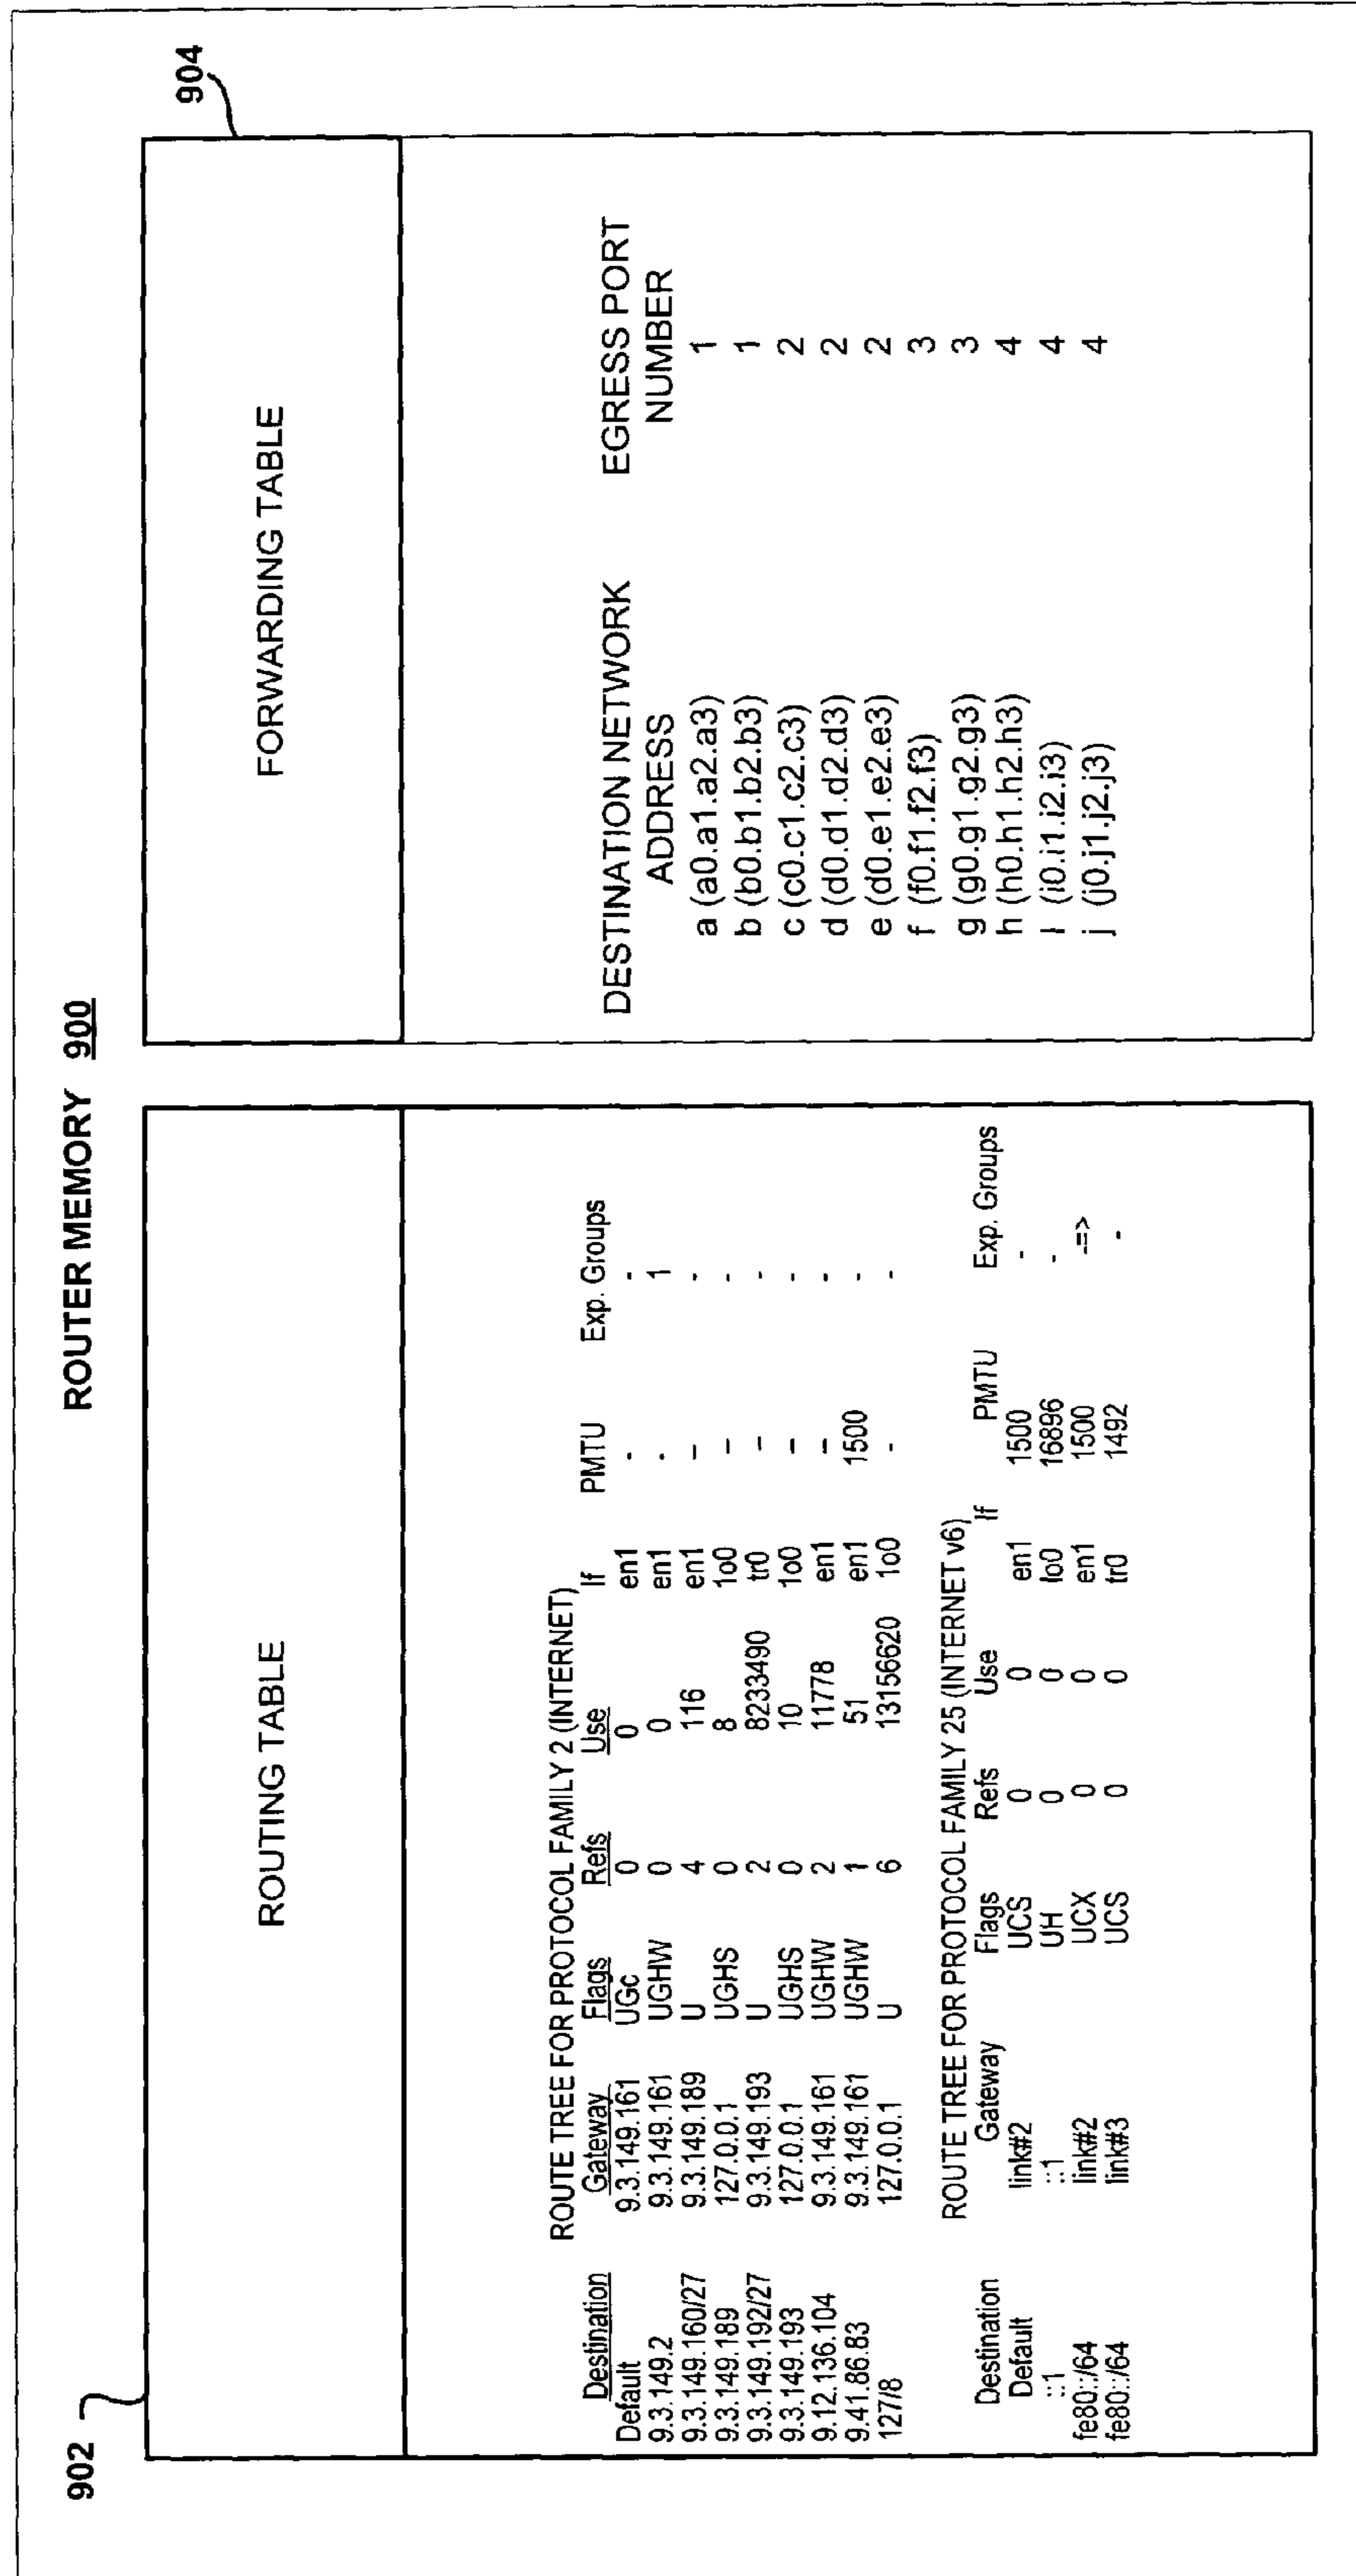 ROUTER MEMORY 900
902
ROUTING TABLE
ROUTE TREE FOR PROTOCOL FAMILY 2 (INTERNET)
Destination Gateway Flags Refs Use If PMTU Exp. Groups
Default 9.3.149.161 UGc 0 0 en1 - -
9.3.149.2 9.3.149.161 UGHW 0 0 en1 - 1
9.3.149.160/27 9.3.149.189 U 4 116 en1 - -
9.3.149.189 127.0.0.1 UGHS 0 8 1o0 - -
9.3.149.192/27 9.3.149.193 U 2 8233490 tr0 - -
9.3.149.193 127.0.0.1 UGHS 0 10 1o0 - -
9.12.136.104 9.3.149.161 UGHW 2 11778 en1 - -
9.41.86.83 9.3.149.161 UGHW 1 51 en1 1500 -
127/8 127.0.0.1 U 6 13156620 1o0 - -
ROUTE TREE FOR PROTOCOL FAMILY 25 (INTERNET v6)
Destination Gateway Flags Refs Use If PMTU Exp. Groups
Default link#2 UCS 0 0 en1 1500 -
::1 ::1 UH 0 0 lo0 16896 -
fe80::/64 link#2 UCX 0 0 en1 1500 -=>
fe80::/64 link#3 UCS 0 0 tr0 1492 -
904
FORWARDING TABLE
DESTINATION NETWORK ADDRESS EGRESS PORT NUMBER
a (a0.a1.a2.a3) 1
b (b0.b1.b2.b3) 1
c (c0.c1.c2.c3) 2
d (d0.d1.d2.d3) 2
e (d0.e1.e2.e3) 2
f (f0.f1.f2.f3) 3
g (g0.g1.g2.g3) 3
h (h0.h1.h2.h3) 4
I (i0.i1.i2.i3) 4
j (j0.j1.j2.j3) 4